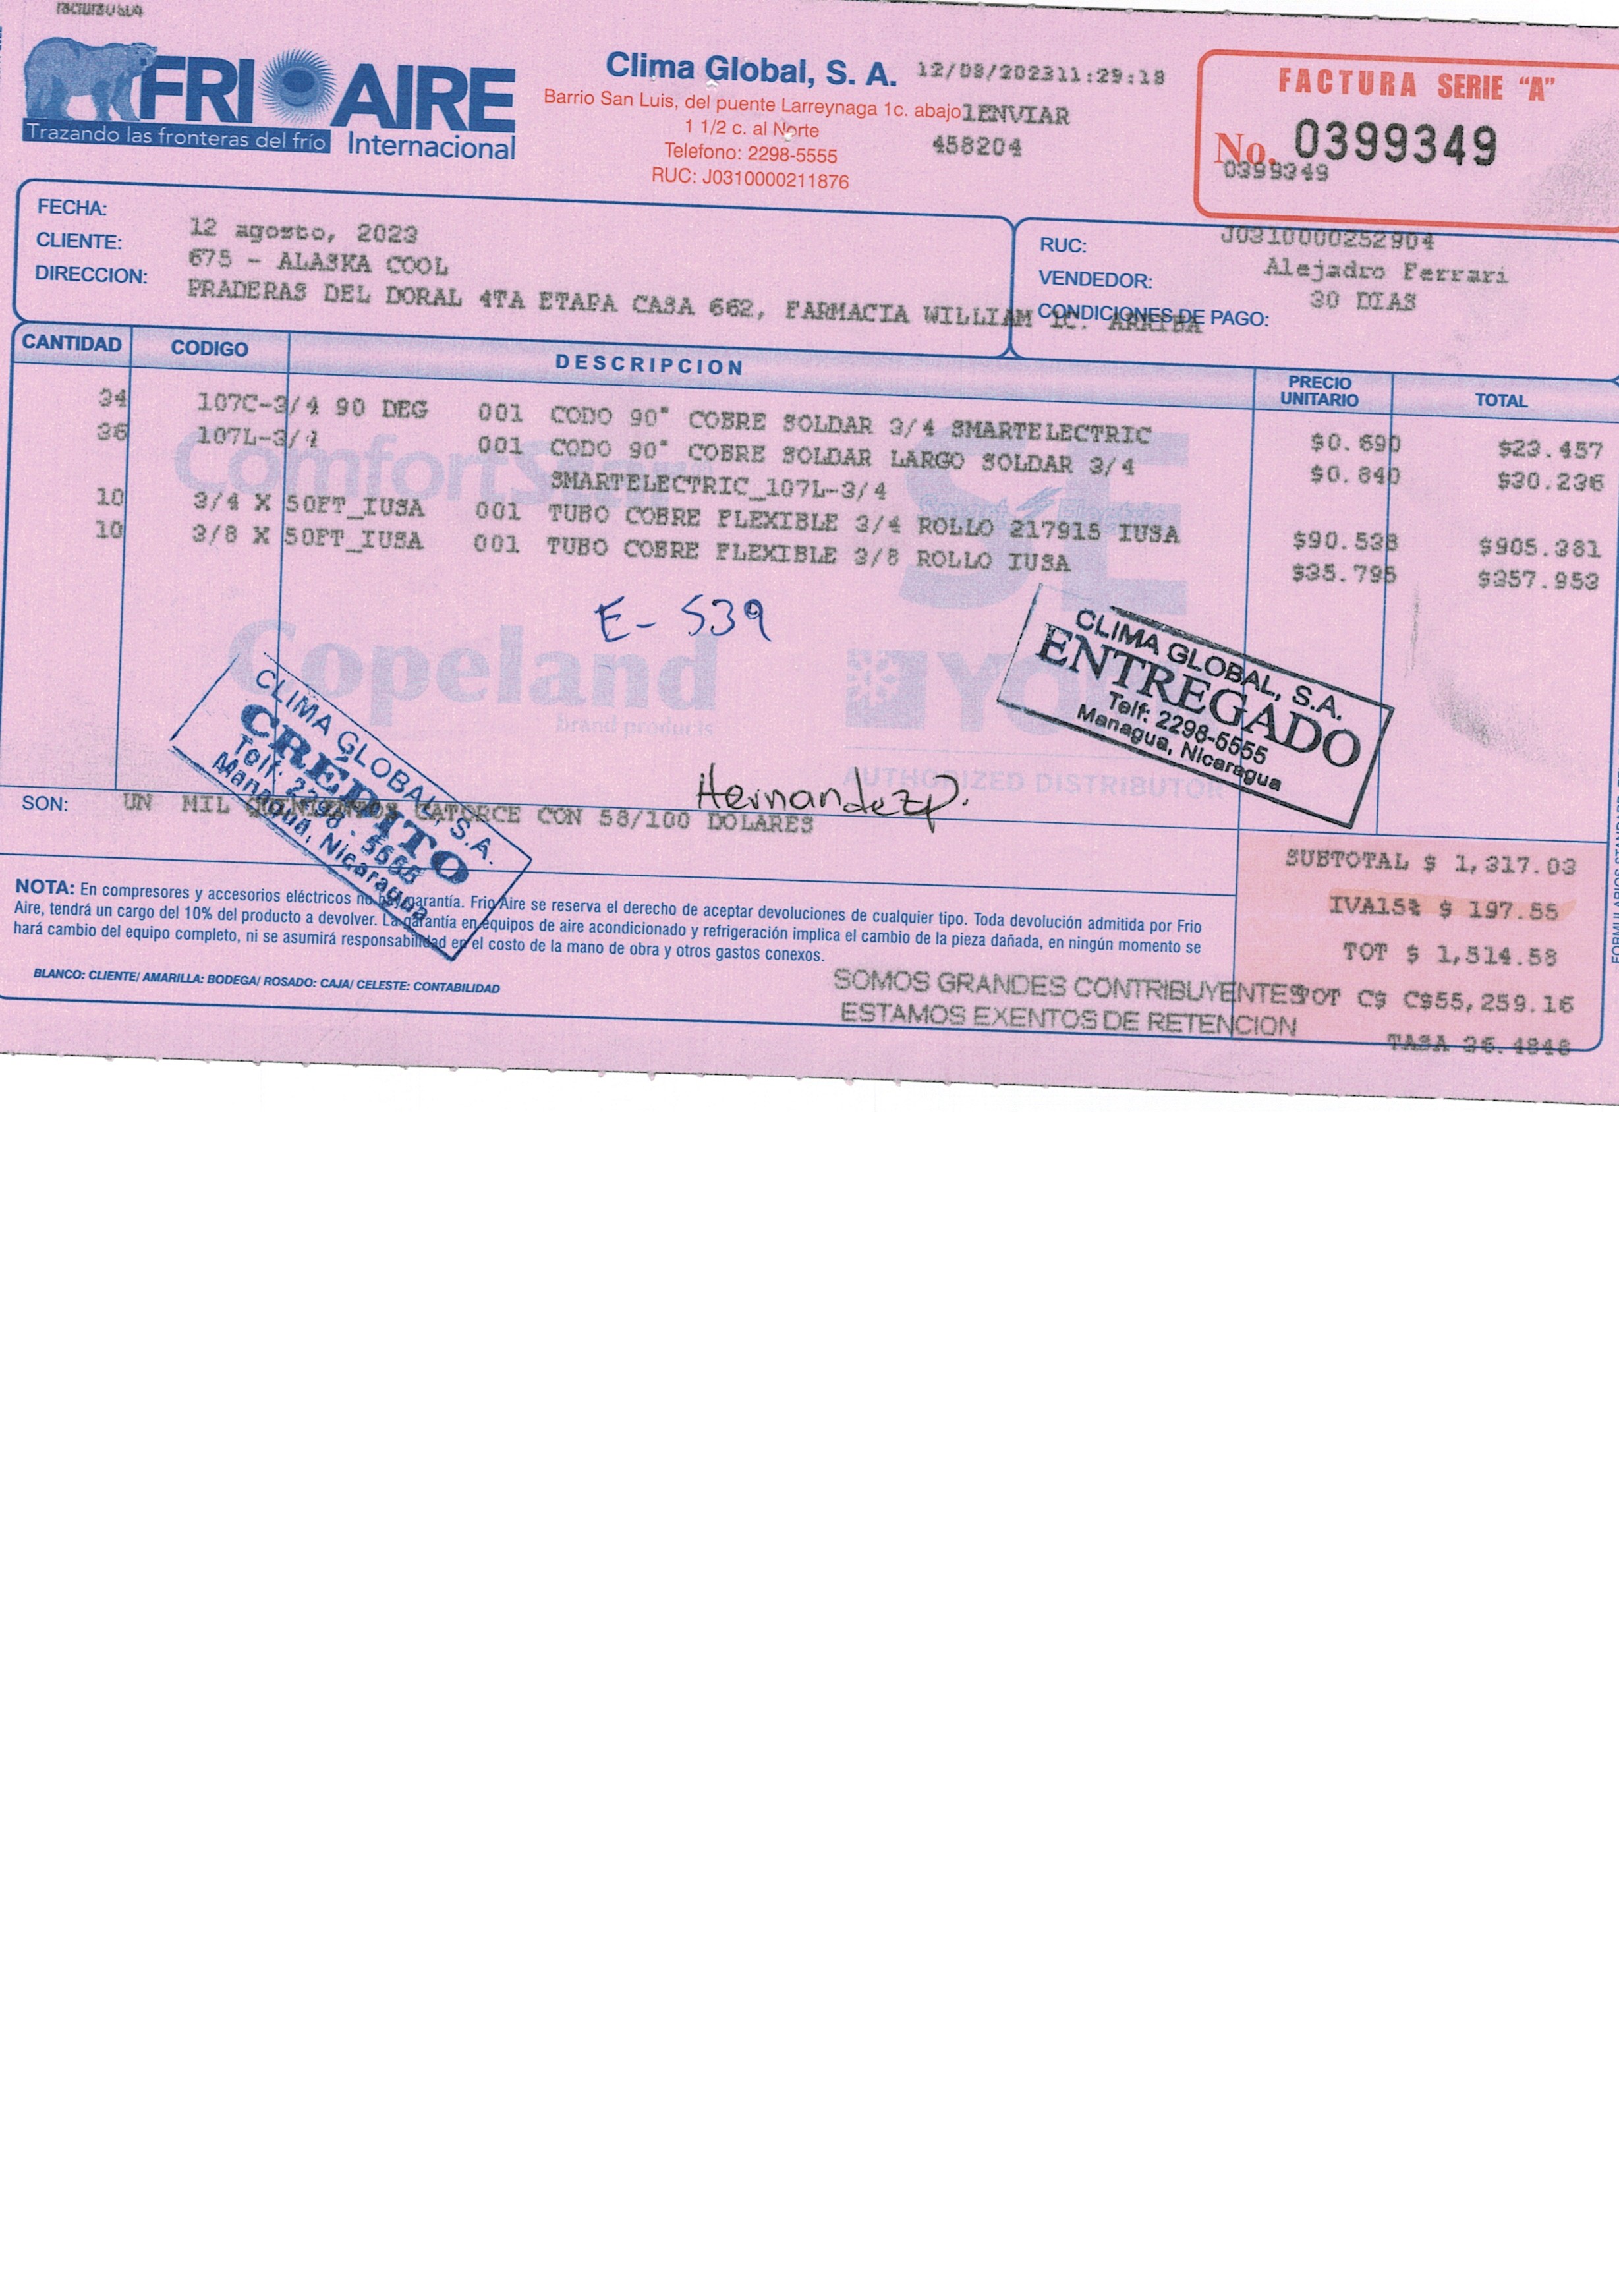 FRIOAIRE
Trazando las fronteras del frío Internacional
Clima Global, S. A. 12/08/202311:29:18
Barrio San Luis, del puente Larreynaga 1c. abajo 1ENVIAR
1 1/2 c. al Norte 458204
Telefono: 2298-5555
RUC: J0310000211876
FACTURA SERIE "A"
No. 0399349
0399349
FECHA: 12 agosto, 2023
CLIENTE: 675 - ALASKA COOL
DIRECCION: PRADERAS DEL DORAL 4TA ETAPA CASA 662, FARMACIA WILLIAM 1C. ARRIBA
RUC: J0310000252904
VENDEDOR: Alejadro Ferrari
CONDICIONES DE PAGO: 30 DIAS
CANTIDAD CODIGO DESCRIPCION PRECIO UNITARIO TOTAL
34 107C-3/4 90 DEG 001 CODO 90° COBRE SOLDAR 3/4 SMARTELECTRIC $0.690 $23.457
36 107L-3/4 001 CODO 90° COBRE SOLDAR LARGO SOLDAR 3/4 $0.840 $30.236
SMARTELECTRIC_107L-3/4
10 3/4 X 50FT_IUSA 001 TUBO COBRE FLEXIBLE 3/4 ROLLO 217915 IUSA $90.538 $905.381
10 3/8 X 50FT_IUSA 001 TUBO COBRE FLEXIBLE 3/8 ROLLO IUSA $35.795 $357.953
E- 539
Copeland
brand products
AUTHORIZED DISTRIBUTOR
CLIMA GLOBAL, S.A.
ENTREGADO
Telf: 2298-5555
Managua, Nicaragua
CLIMA GLOBAL, S.A.
CREDITO
Telf: 2298 - 5555
Managua, Nicaragua
Hernandezp.
SON: UN MIL QUINIENTOS CATORCE CON 58/100 DOLARES
SUBTOTAL $ 1,317.03
IVA15% $ 197.55
TOT $ 1,514.58
TOT C$ C$55,259.16
TASA 36.4848
NOTA: En compresores y accesorios eléctricos no hay garantía. Frio Aire se reserva el derecho de aceptar devoluciones de cualquier tipo. Toda devolución admitida por Frio
Aire, tendrá un cargo del 10% del producto a devolver. La garantía en equipos de aire acondicionado y refrigeración implica el cambio de la pieza dañada, en ningún momento se
hará cambio del equipo completo, ni se asumirá responsabilidad en el costo de la mano de obra y otros gastos conexos.
BLANCO: CLIENTE/ AMARILLA: BODEGA/ ROSADO: CAJA/ CELESTE: CONTABILIDAD
SOMOS GRANDES CONTRIBUYENTES
ESTAMOS EXENTOS DE RETENCION